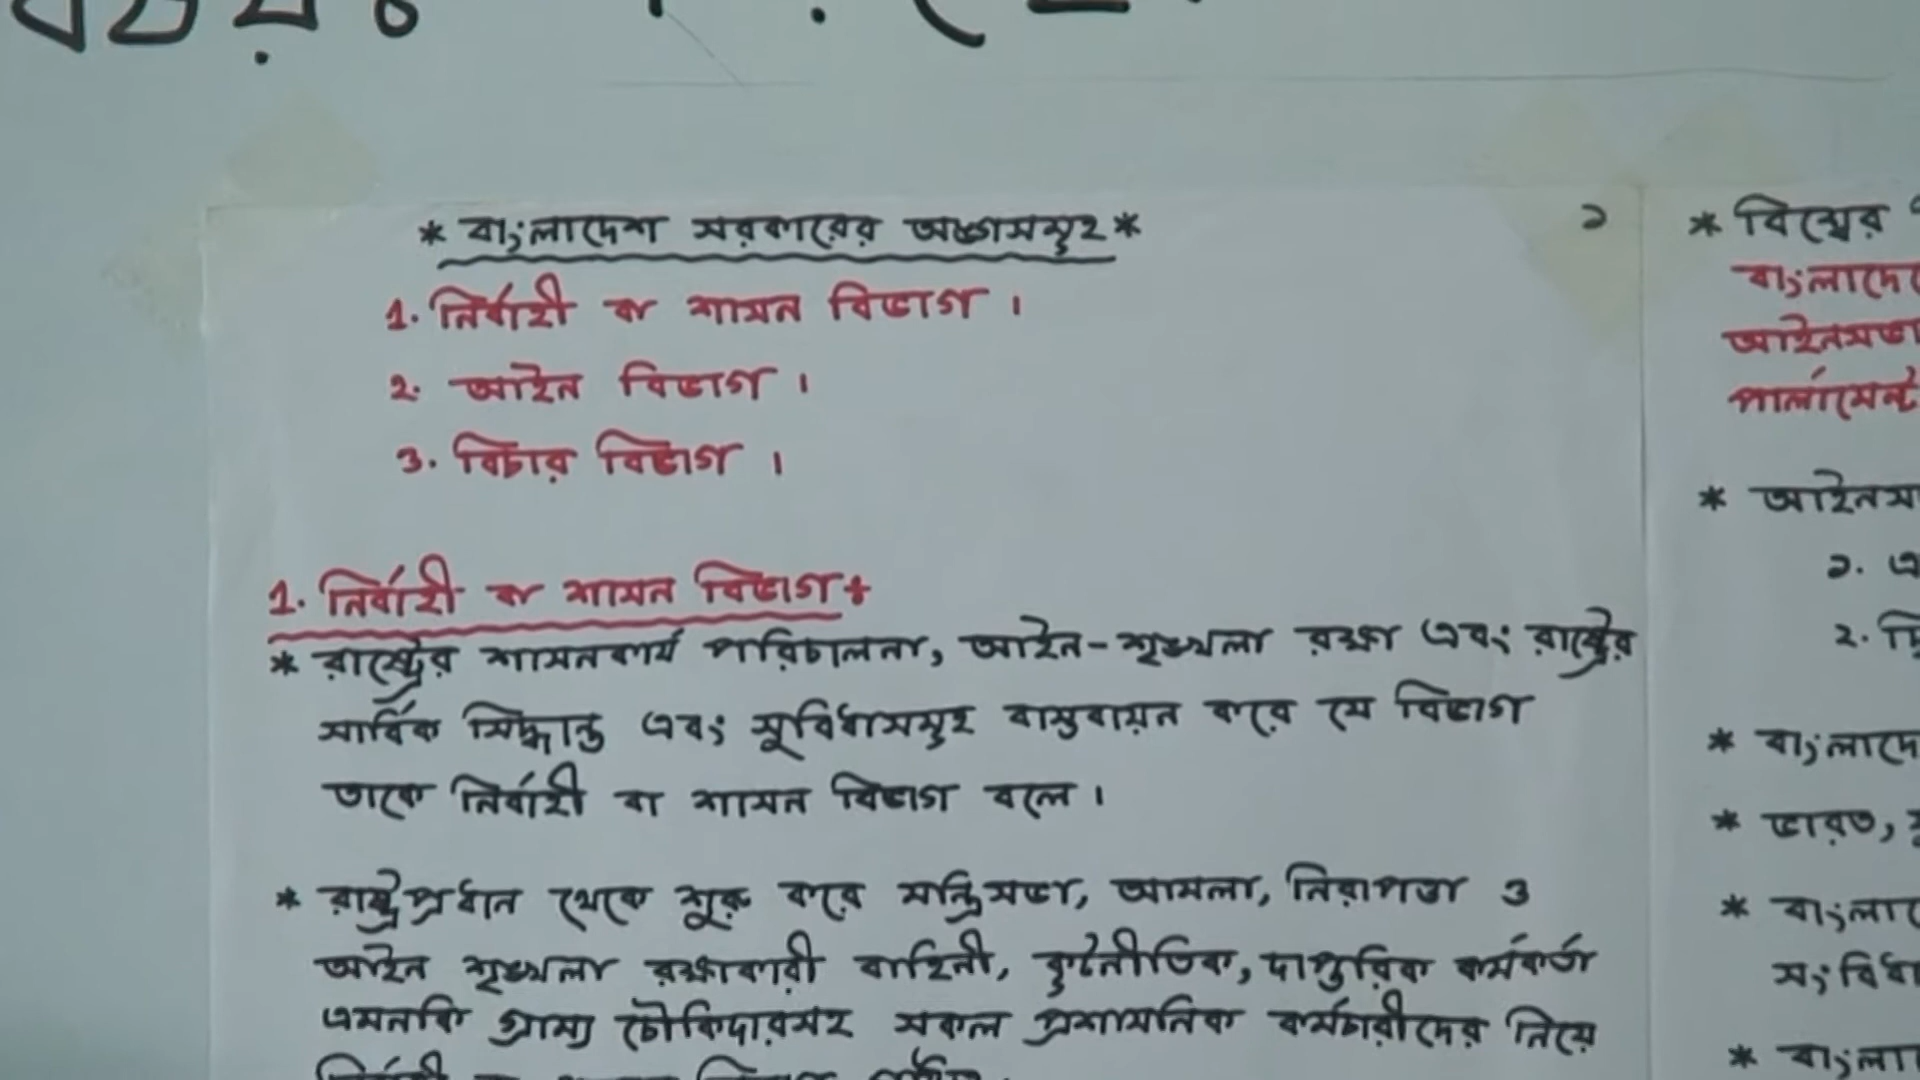 * বাংলাদেশ সরকারের অঙ্গসমূহ *
1. নির্বাহী বা শাসন বিভাগ ।
2. আইন বিভাগ ।
3. বিচার বিভাগ ।
1. নির্বাহী বা শাসন বিভাগ ÷
* রাষ্ট্রের শাসনকার্য পারিচালনা, আইন-শৃঙ্খলা রক্ষা এবং রাষ্ট্রের
সার্বিক সিদ্ধান্ত এবং সুবিধাসমূহ বাস্তবায়ন করে যে বিভাগ
তাকে নির্বাহী বা শাসন বিভাগ বলে ।
* রাষ্ট্রপ্রধান থেকে শুরু করে মন্ত্রিসভা, আমলা, নিরাপত্তা ও
আইন শৃঙ্খলা রক্ষাকারী বাহিনী, কুটনীতিক, দাপ্তরিক কর্মকর্তা
এমনকি গ্রাম্য চৌকিদারসহ সকল প্রশাসনিক কর্মচারীদের নিয়ে
১
* বিশ্বের
বাংলাদে
আইনসভা
পার্লামেন্ট
* আইনস
১. এ
২. দ্বি
* বাংলাদে
* ভারত,
* বাংলা
সংবিধা
* বাংলা